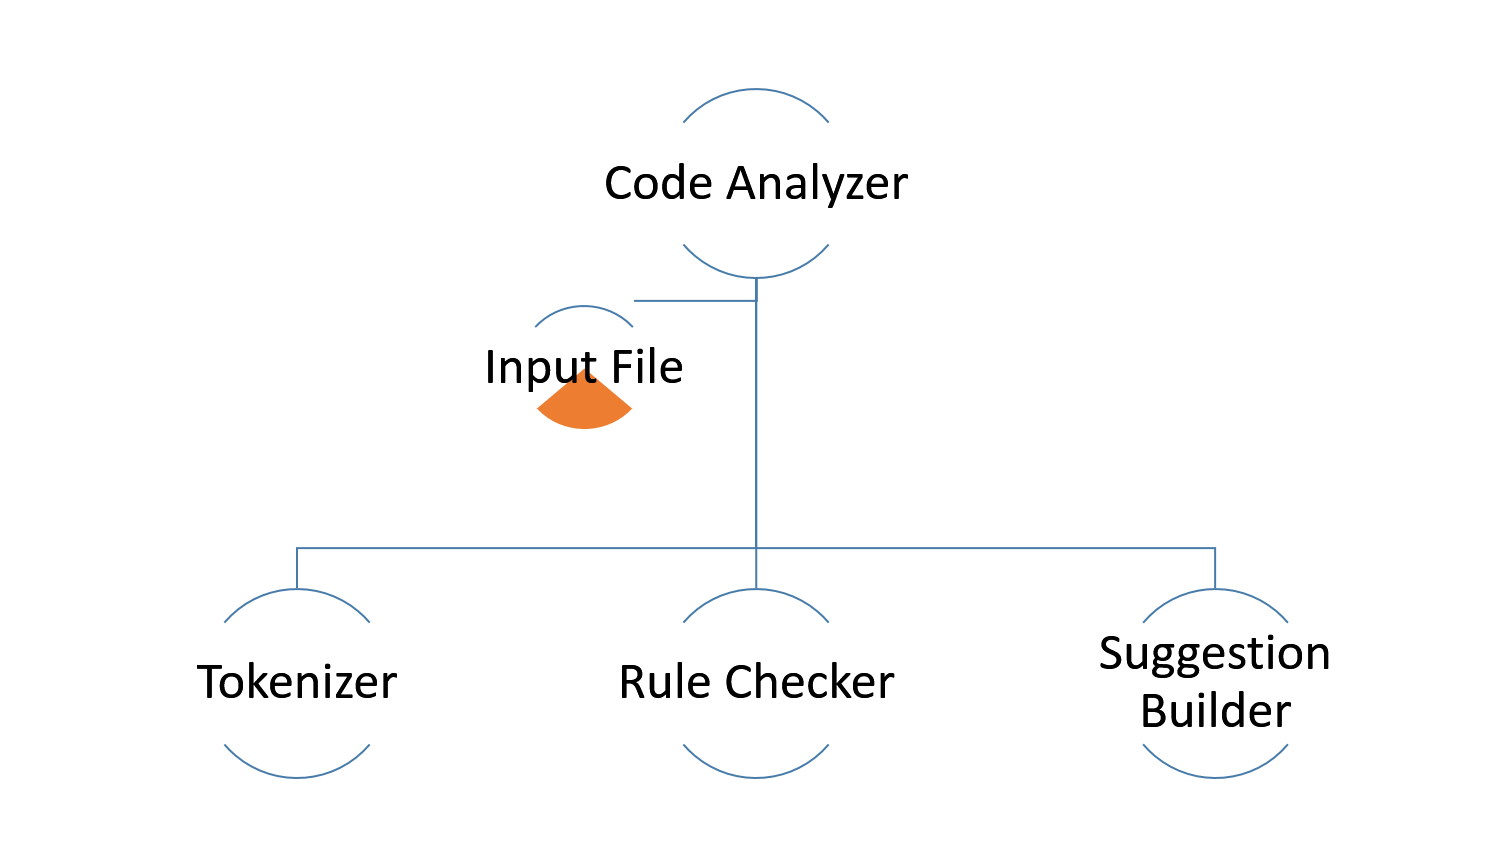 Code Analyzer
Input File
Tokenizer
Rule Checker
Suggestion
Builder